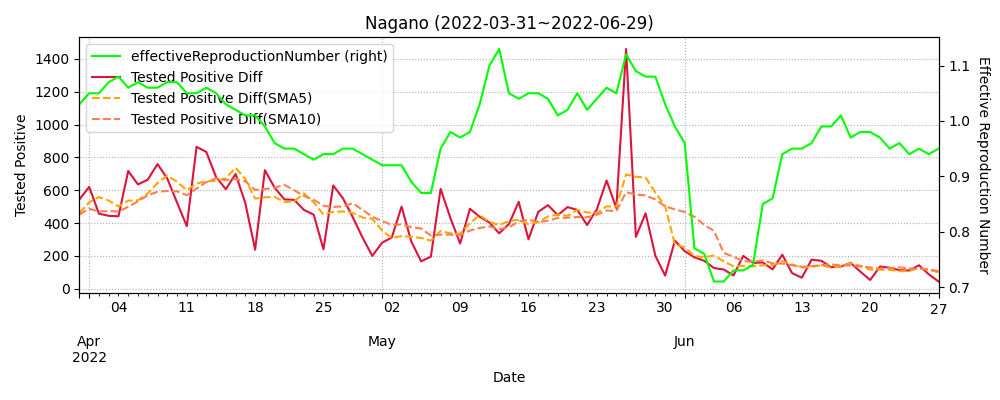 Nagano (2022-03-31~2022-06-29)
effectiveReproductionNumber (right)
Tested Positive Diff
Tested Positive Diff(SMA5)
Tested Positive Diff(SMA10)
Tested Positive
1400
1200
1000
800
600
400
200
0
Effective Reproduction Number
1.1
1.0
0.9
0.8
0.7
04 11 18 25 02 09 16 23 30 06 13 20 27
Apr May Jun
2022
Date